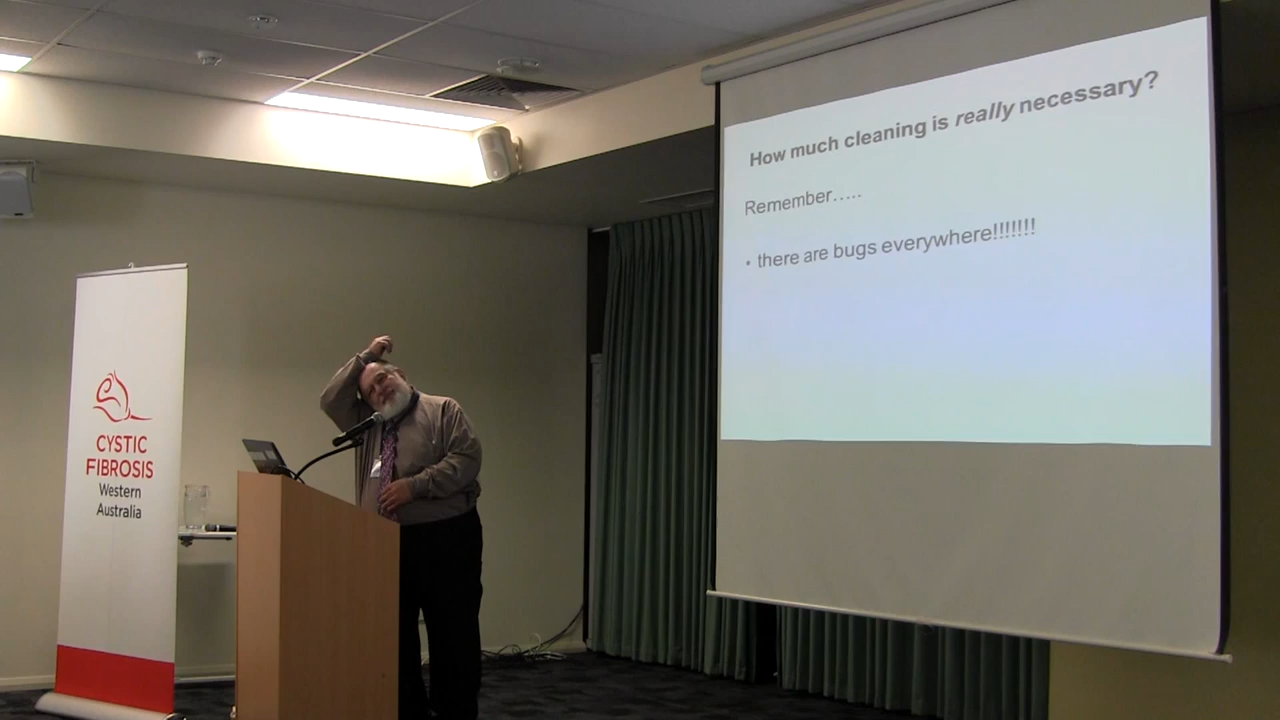 How much cleaning is really necessary?
Remember…..
• there are bugs everywhere!!!!!!!
CYSTIC
FIBROSIS
Western
Australia